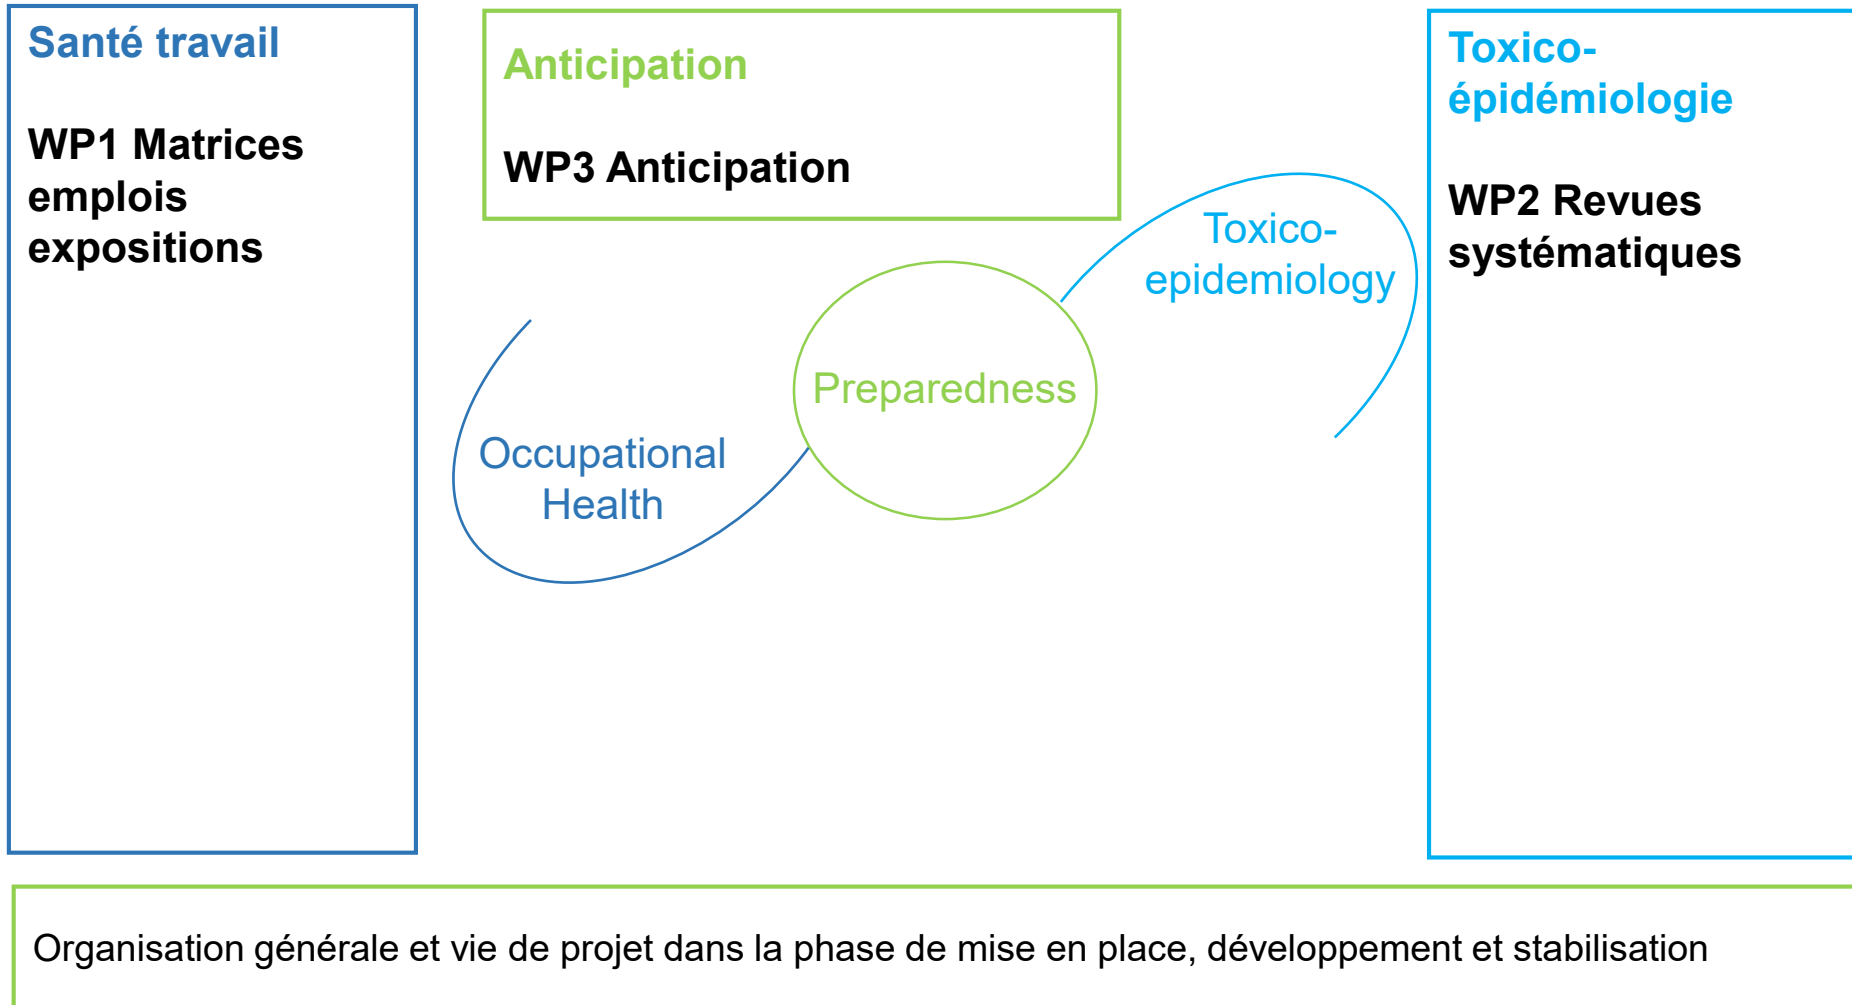 Santé travail
WP1 Matrices
emplois
expositions
Anticipation
WP3 Anticipation
Toxico-
épidémiologie
WP2 Revues
systématiques
Toxico-
epidemiology
Preparedness
Occupational
Health
Organisation générale et vie de projet dans la phase de mise en place, développement et stabilisation